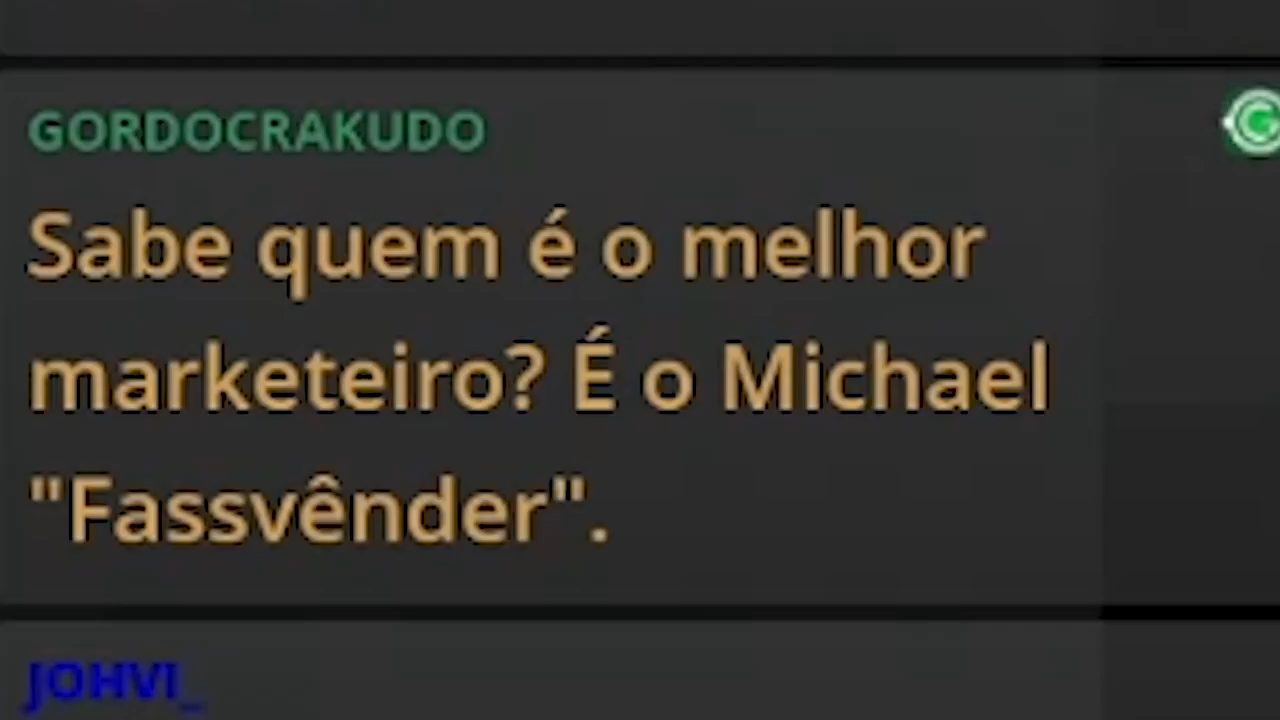 GORDOCRAKUDO
Sabe quem é o melhor
marketeiro? É o Michael
"Fassvênder".
JOHVI_